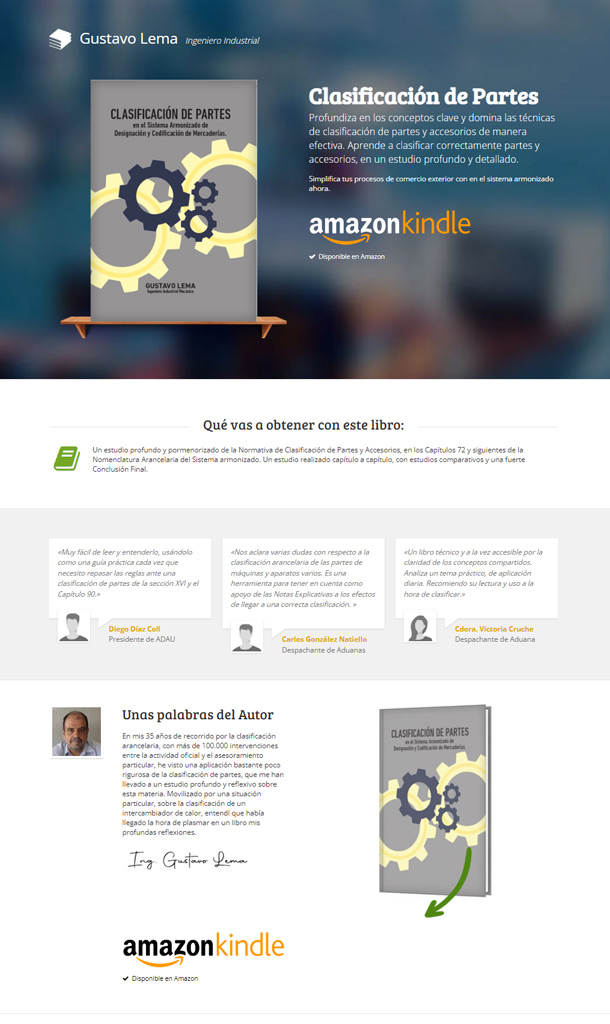 Gustavo Lema Ingeniero Industrial
CLASIFICACIÓN DE PARTES
en el Sistema Armonizado de
Designación y Codificación de Mercaderías.
GUSTAVO LEMA
Ingeniero Industrial Mecánico
Clasificación de Partes
Profundiza en los conceptos clave y domina las técnicas
de clasificación de partes y accesorios de manera
efectiva. Aprende a clasificar correctamente partes y
accesorios, en un estudio profundo y detallado.
Simplifica tus procesos de comercio exterior con en el sistema armonizado
ahora.
amazonkindle
Disponible en Amazon
Qué vas a obtener con este libro:
Un estudio profundo y pormenorizado de la Normativa de Clasificación de Partes y Accesorios, en los Capítulos 72 y siguientes de la
Nomenclatura Arancelaria del Sistema armonizado. Un estudio realizado capítulo a capítulo, con estudios comparativos y una fuerte
Conclusión Final.
«Muy fácil de leer y entenderlo, usándolo
como una guía práctica cada vez que
necesito repasar las reglas ante una
clasificación de partes de la sección XVI y el
Capítulo 90.»
Diego Díaz Coll
Presidente de ADAU
«Nos aclara varias dudas con respecto a la
clasificación arancelaria de las partes de
máquinas y aparatos varios. Es una
herramienta para tener en cuenta como
apoyo de las Notas Explicativas a los efectos
de llegar a una correcta clasificación. »
Carlos González Natiello
Despachante de Aduanas
«Un libro técnico y a la vez accesible por la
claridad de los conceptos compartidos.
Analiza un tema práctico, de aplicación
diaria. Recomiendo su lectura y uso a la
hora de clasificar.»
Cdora. Victoria Cruche
Despachante de Aduana
Unas palabras del Autor
En mis 35 años de recorrido por la clasificación
arancelaria, con más de 100.000 intervenciones
entre la actividad oficial y el asesoramiento
particular, he visto una aplicación bastante poco
rigurosa de la clasificación de partes, que me han
llevado a un estudio profundo y reflexivo sobre
esta materia. Movilizado por una situación
particular, sobre la clasificación de un
intercambiador de calor, entendí que había
llegado la hora de plasmar en un libro mis
profundas reflexiones.
Ing. Gustavo Lema
CLASIFICACIÓN DE PARTES
en el Sistema Armonizado de
Designación y Codificación de Mercaderías.
amazonkindle
Disponible en Amazon